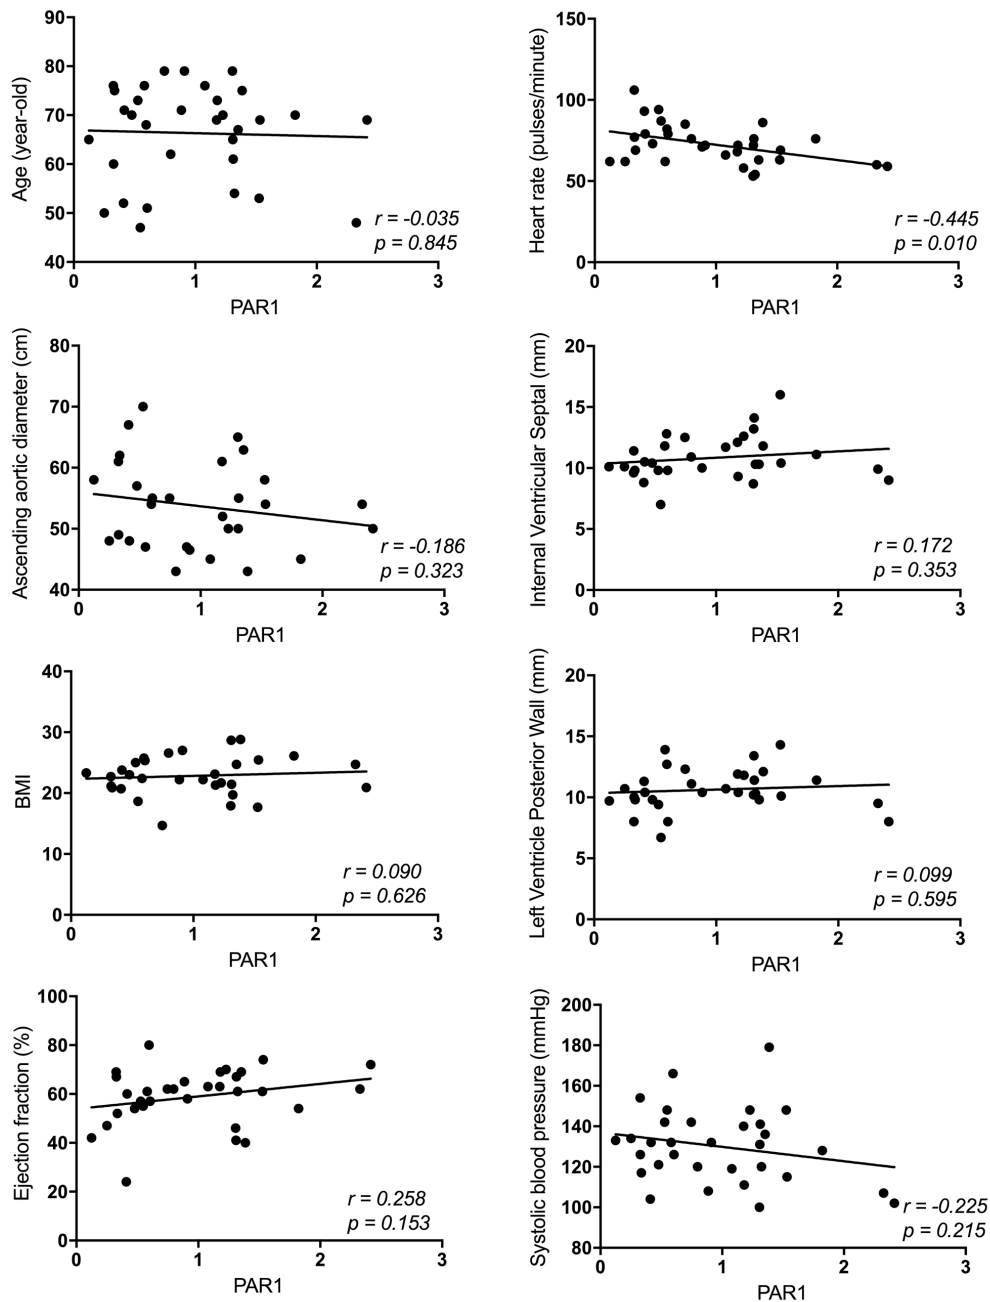 Age (year-old)
90
80
70
60
50
40
r = -0.035
p = 0.845
0 1 2 3
PAR1
Heart rate (pulses/minute)
150
100
50
0
r = -0.445
p = 0.010
0 1 2 3
PAR1
Ascending aortic diameter (cm)
80
70
60
50
40
r = -0.186
p = 0.323
0 1 2 3
PAR1
Internal Ventricular Septal (mm)
20
15
10
5
0
r = 0.172
p = 0.353
0 1 2 3
PAR1
BMI
40
30
20
10
0
r = 0.090
p = 0.626
0 1 2 3
PAR1
Left Ventricle Posterior Wall (mm)
20
15
10
5
0
r = 0.099
p = 0.595
0 1 2 3
PAR1
Ejection fraction (%)
100
80
60
40
20
0
r = 0.258
p = 0.153
0 1 2 3
PAR1
Systolic blood pressure (mmHg)
200
180
160
140
120
100
80
r = -0.225
p = 0.215
0 1 2 3
PAR1